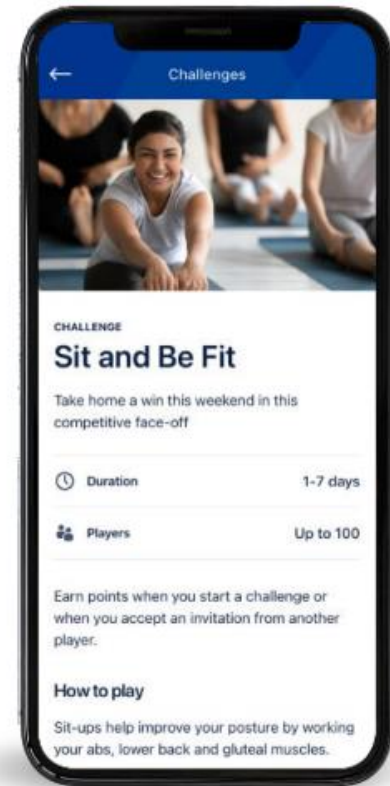 Challenges
CHALLENGE
Sit and Be Fit
Take home a win this weekend in this
competitive face-off
Duration 1-7 days
Players Up to 100
Earn points when you start a challenge or
when you accept an invitation from another
player.
How to play
Sit-ups help improve your posture by working
your abs, lower back and gluteal muscles.